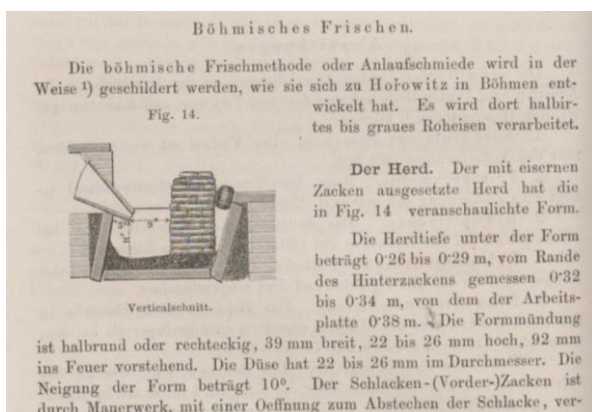 Böhmisches Frischen.
Die böhmische Frischmethode oder Anlaufschmiede wird in der
Weise ¹) geschildert werden, wie sie sich zu Hořowitz in Böhmen ent-
wickelt hat. Es wird dort halbir-
tes bis graues Roheisen verarbeitet.
Fig. 14.
Verticalschnitt.
Der Herd. Der mit eisernen
Zacken ausgesetzte Herd hat die
in Fig. 14 veranschaulichte Form.
Die Herdtiefe unter der Form
beträgt 0·26 bis 0·29 m, vom Rande
des Hinterzackens gemessen 0·32
bis 0·34 m, von dem der Arbeits-
platte 0·38 m. Die Formmündung
ist halbrund oder rechteckig, 39 mm breit, 22 bis 26 mm hoch, 92 mm
ins Feuer vorstehend. Die Düse hat 22 bis 26 mm im Durchmesser. Die
Neigung der Form beträgt 10⁰. Der Schlacken-(Vorder-)Zacken ist
durch Mauerwerk, mit einer Oeffnung zum Abstechen der Schlacke, ver-